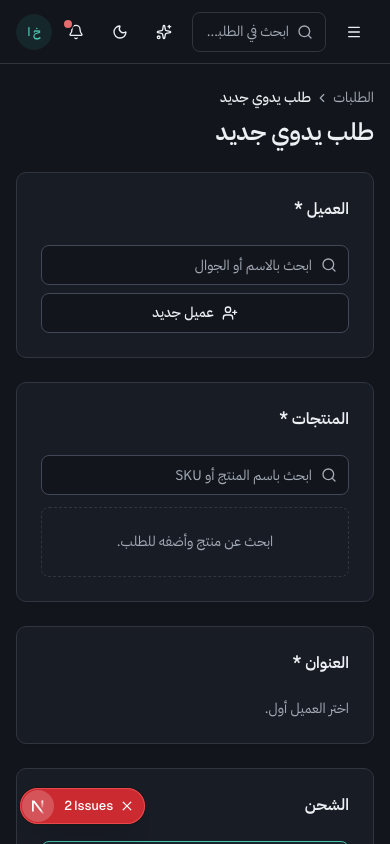 ابحث في الطلبـ...
خ ا
الطلبات
طلب يدوي جديد
طلب يدوي جديد
العميل *
ابحث بالاسم أو الجوال
عميل جديد
المنتجات *
ابحث باسم المنتج أو SKU
ابحث عن منتج وأضفه للطلب.
العنوان *
اختر العميل أول.
الشحن
N 2 Issues